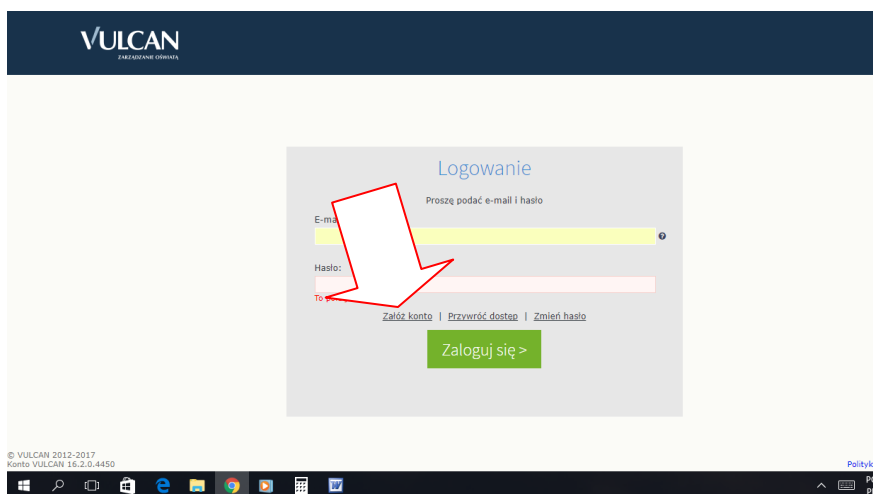 VULCAN
ZARZĄDZANIE OŚWIATĄ
Logowanie
Proszę podać e-mail i hasło
Hasło:
To
Załóż konto | Przywróć dostęp | Zmień hasło
Zaloguj się >
© VULCAN 2012-2017
Konto VULCAN 16.2.0.4450